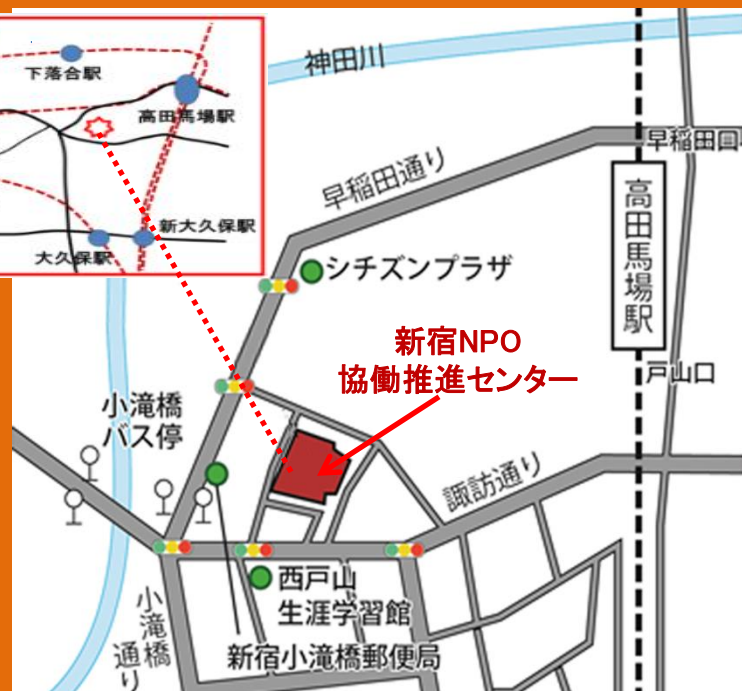 下落合駅
高田馬場駅
新大久保駅
大久保駅
神田川
早稲田通り
早稲田口
高田馬場駅
シチズンプラザ
新宿NPO
協働推進センター
戸山口
小滝橋
バス停
諏訪通り
西戸山
生涯学習館
新宿小滝橋郵便局
小滝橋
通り